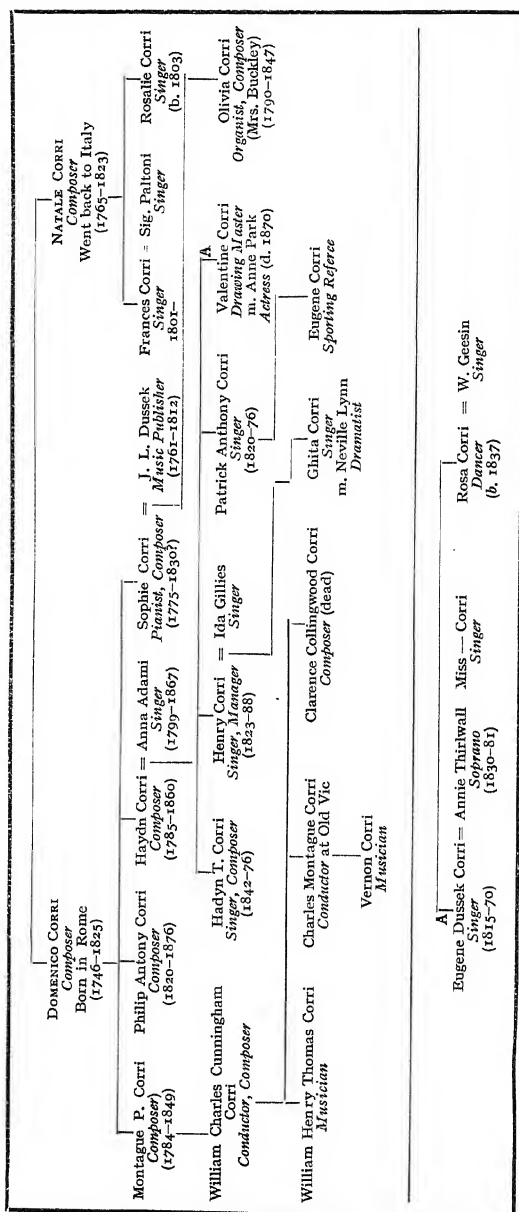 DOMENICO CORRI
Composer
Born in Rome
(1746–1825)
NATALE CORRI
Composer
Went back to Italy
(1765–1823)
Montague P. Corri
Composer)
(1784–1849)
Philip Antony Corri
Composer
(1820–1876)
Haydn Corri = Anna Adami
Composer Singer
(1785–1860) (1799–1867)
Sophie Corri = J. L. Dussek
Pianist, Composer Music Publisher
(1775–1830?) (1761–1812)
Frances Corri = Sig. Paltoni
Singer Singer
1801–
Rosalie Corri
Singer
(b. 1803)
William Charles Cunningham
Corri
Conductor, Composer
Hadyn T. Corri
Singer, Composer
(1842–76)
Henry Corri = Ida Gillies
Singer, Manager Singer
(1823–88)
Patrick Anthony Corri
Singer
(1820–76)
A
Valentine Corri
Drawing Master
m. Anne Park
Actress (d. 1870)
Olivia Corri
Organist, Composer
(Mrs. Buckley)
(1790–1847)
William Henry Thomas Corri
Musician
Charles Montague Corri
Conductor at Old Vic
Clarence Collingwood Corri
Composer (dead)
Ghita Corri
Singer
m. Neville Lynn
Dramatist
Eugene Corri
Sporting Referee
Vernon Corri
Musician
A
Eugene Dussek Corri = Annie Thirlwall
Singer Soprano
(1815–70) (1830–81)
Miss — Corri
Singer
Rosa Corri = W. Geesin
Dancer Singer
(b. 1837)